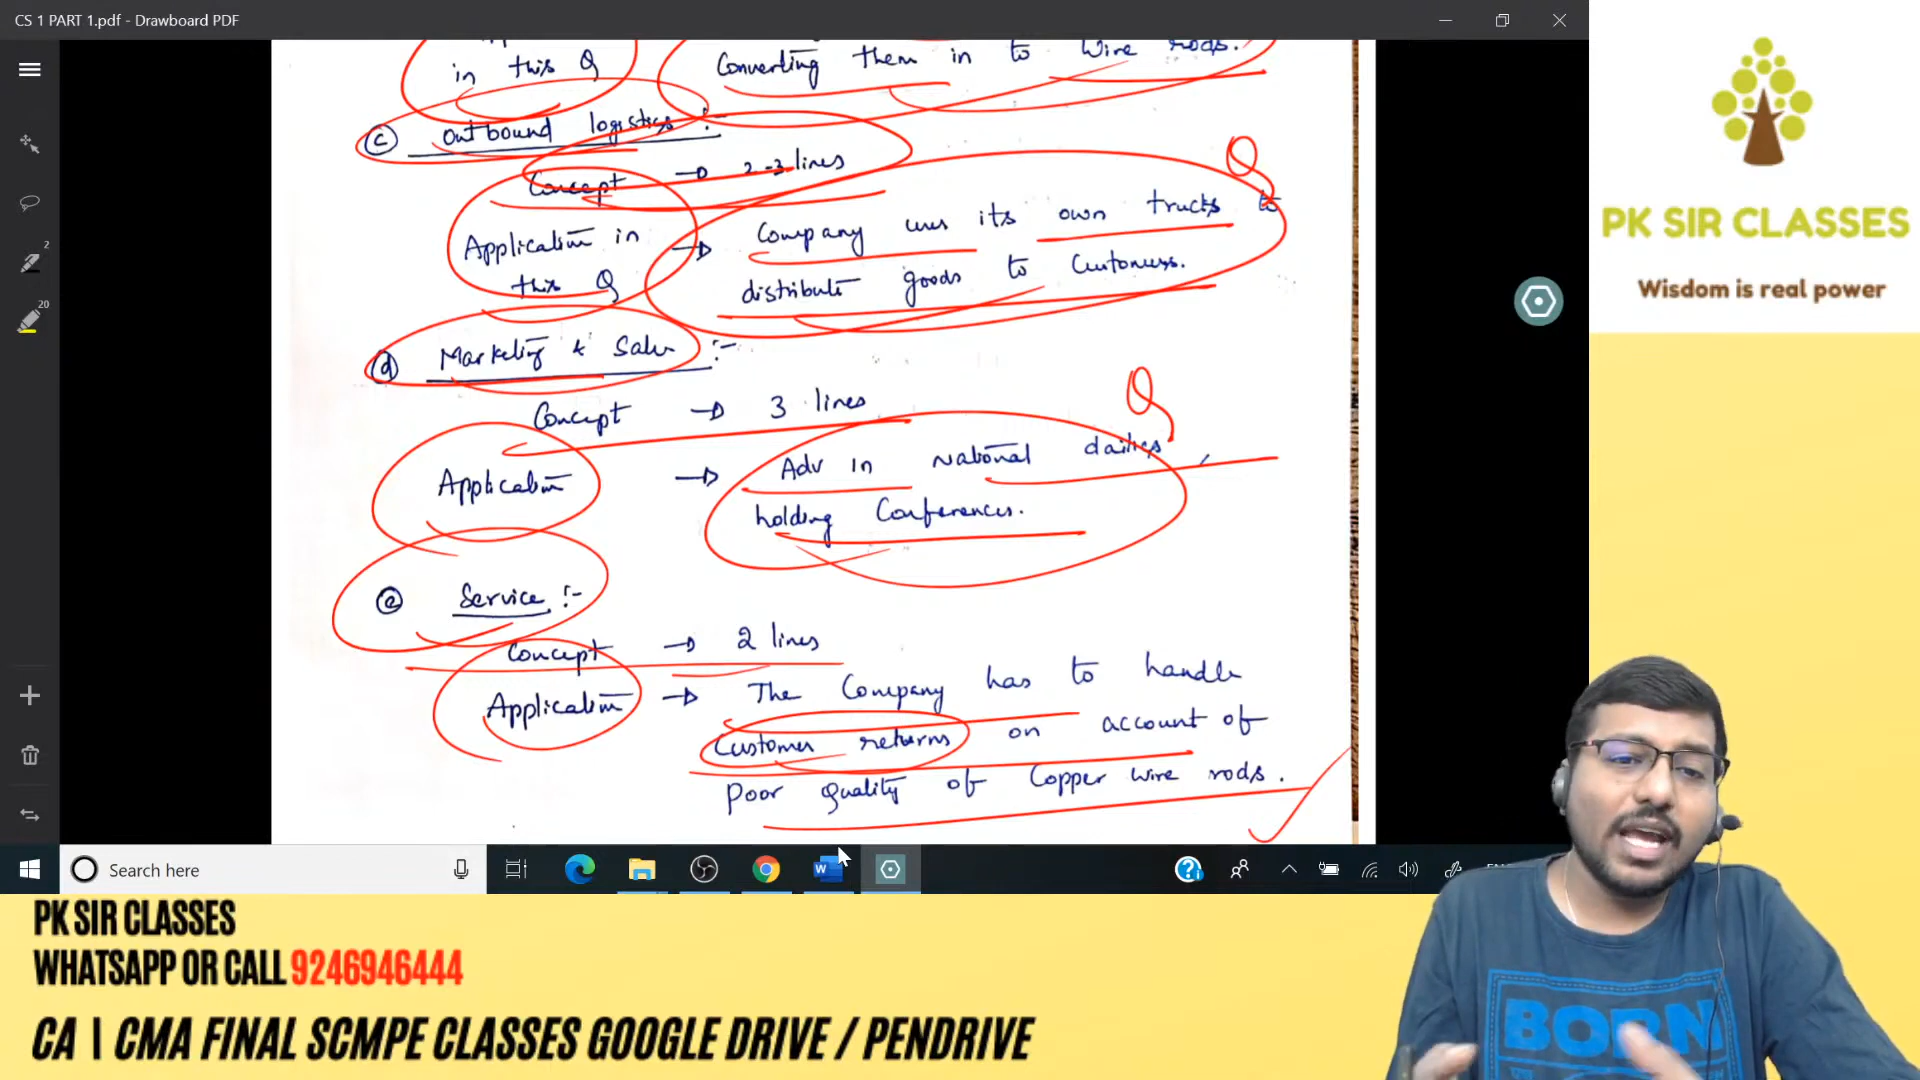 CS 1 PART 1.pdf - Drawboard PDF
in this Q
Converting them in to wire rods.
(c) Outbound logistics :-
Concept → 2-3 lines
Application in this Q → Company uses its own trucks to
distribute goods to Customers.
(d) Marketing & Sales :-
Concept → 3 lines
Application → Adv in National dailies,
holding Conferences.
(e) Service :-
Concept → 2 lines
Application → The Company has to handle
Customer returns on account of
poor quality of Copper wire rods.
Q
Q
2
20
Search here
PK SIR CLASSES
Wisdom is real power
PK SIR CLASSES
WHATSAPP OR CALL 9246946444
CA \ CMA FINAL SCMPE CLASSES GOOGLE DRIVE / PENDRIVE
BORN